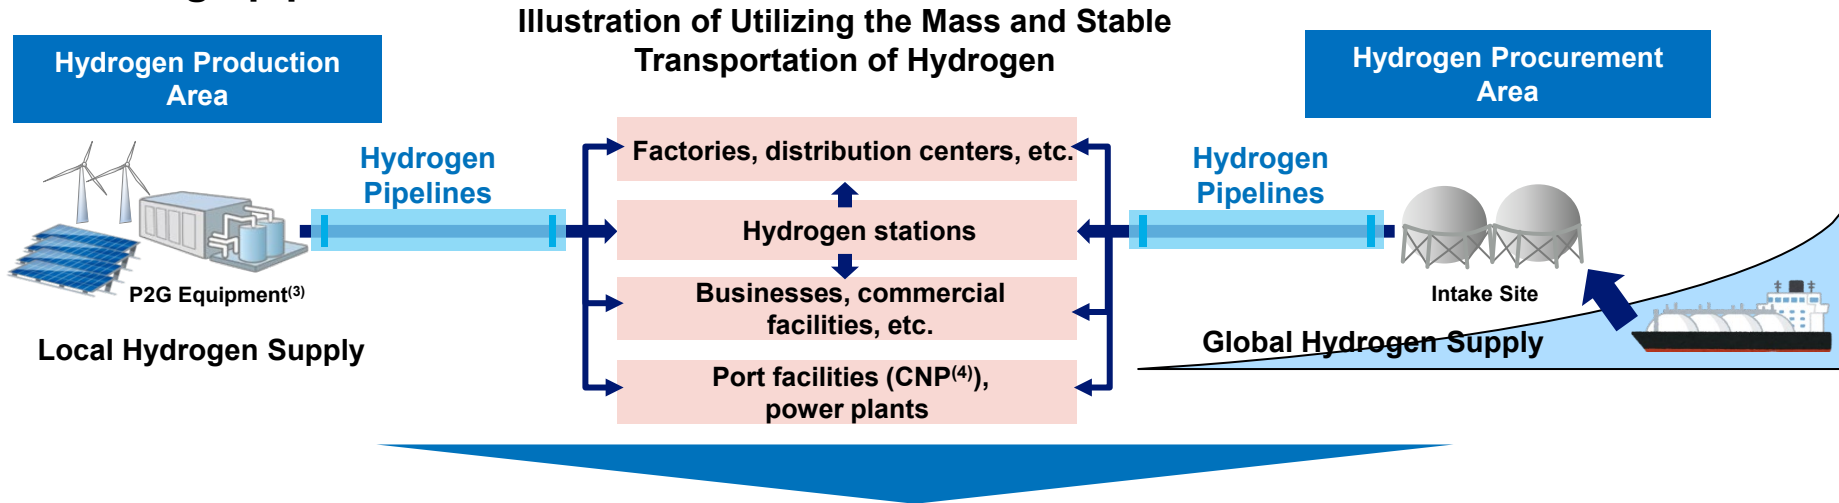 Illustration of Utilizing the Mass and Stable
Transportation of Hydrogen
Hydrogen Production
Area
Hydrogen Procurement
Area
Hydrogen
Pipelines
Factories, distribution centers, etc.
Hydrogen stations
Businesses, commercial
facilities, etc.
Port facilities (CNP(4)),
power plants
Hydrogen
Pipelines
P2G Equipment(3)
Local Hydrogen Supply
Intake Site
Global Hydrogen Supply